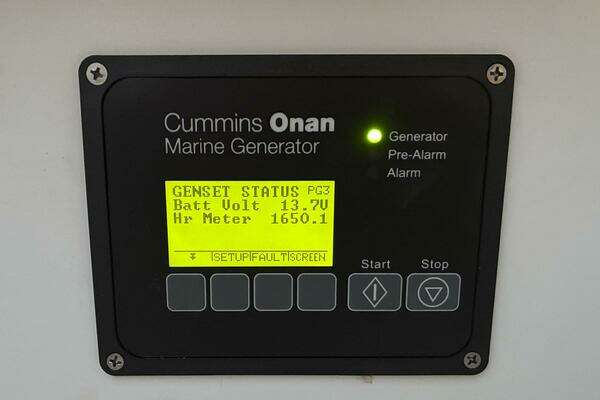 Cummins Onan
Marine Generator
Generator
Pre-Alarm
Alarm
GENSET STATUS PG3
Batt Volt 13.7V
Hr Meter 1650.1
SETUP|FAULT|SCREEN
Start Stop